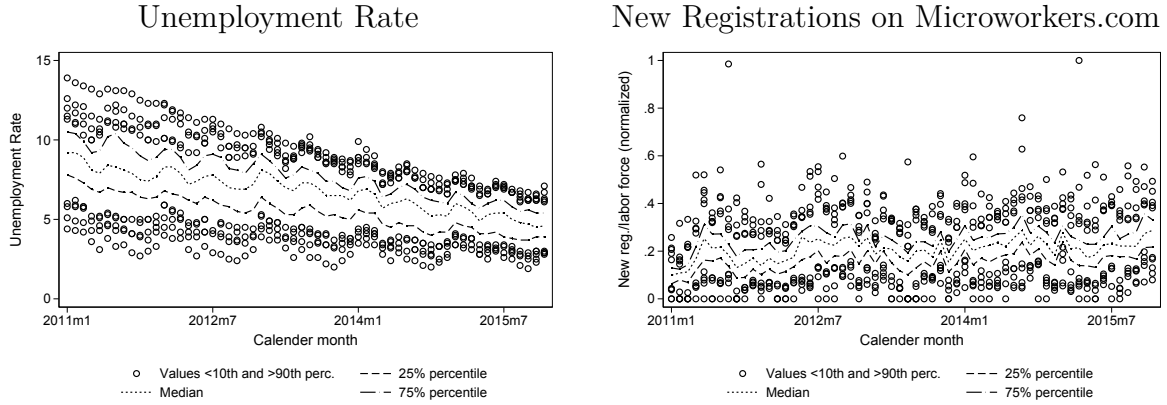 Unemployment Rate
Unemploment Rate
15
10
5
0
2011m1 2012m7 2014m1 2015m7
Calender month
Values <10th and >90th perc. 25% percentile
Median 75% percentile
New Registrations on Microworkers.com
New reg./labor force (normalized)
1
.8
.6
.4
.2
0
2011m1 2012m7 2014m1 2015m7
Calender month
Values <10th and >90th perc. 25% percentile
Median 75% percentile